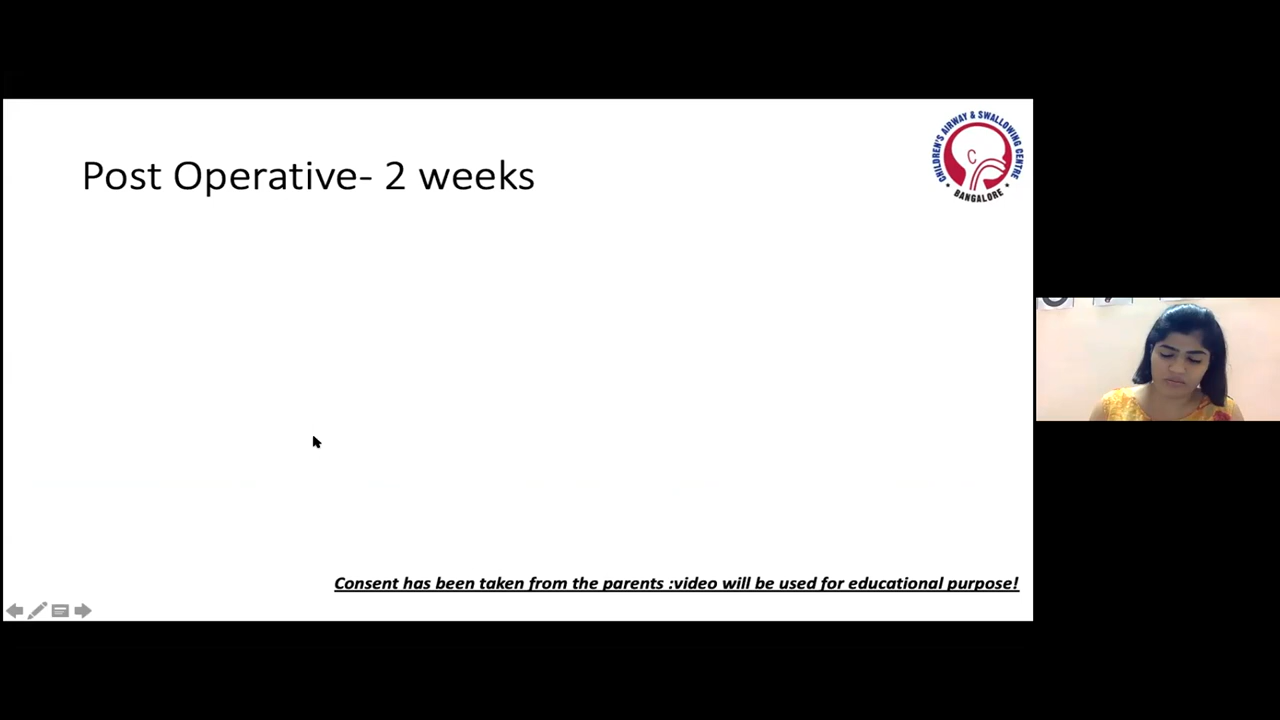 Post Operative- 2 weeks
CHILDREN'S AIRWAY & SWALLOWING CENTRE
• BANGALORE •
Consent has been taken from the parents :video will be used for educational purpose!